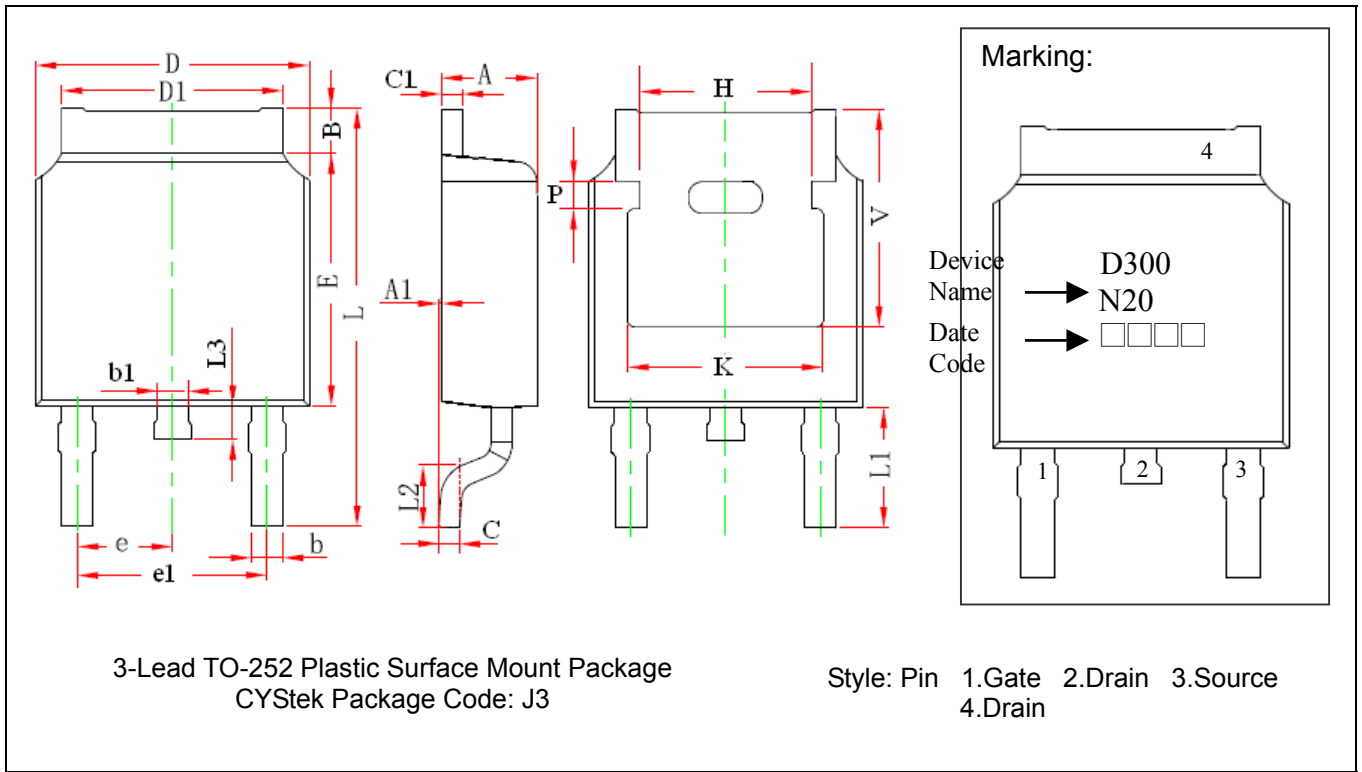 D
D1
B
E
L
L3
b1
e
b
e1
C1
A
A1
L2
C
H
P
V
K
L1
Marking:
4
Device
Name
D300
N20
Date
Code
□□□□
1
2
3
3-Lead TO-252 Plastic Surface Mount Package
CYStek Package Code: J3
Style: Pin 1.Gate 2.Drain 3.Source
4.Drain